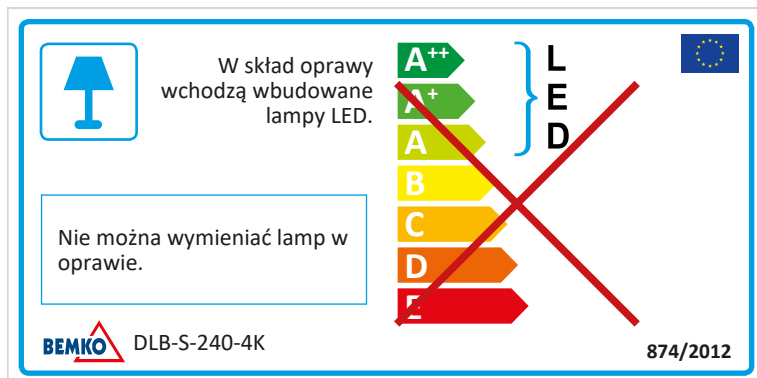 W skład oprawy
wchodzą wbudowane
lampy LED.
A++
A+
A
B
C
D
E
L
E
D
Nie można wymieniać lamp w
oprawie.
BEMKO DLB-S-240-4K
874/2012